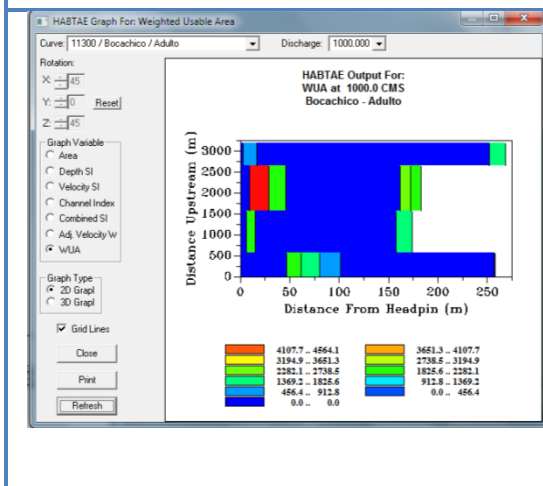 HABTAE Graph For: Weighted Usable Area
Curve: 11300 / Bocachico / Adulto Discharge: 1000.000
Rotation:
X: 45
Y: 0 Reset
Z: 45
Graph Variable
Area
Depth SI
Velocity SI
Channel Index
Combined SI
Adj. Velocity W
WUA
Graph Type
2D Grapl
3D Grapl
Grid Lines
Close
Print
Refresh
HABTAE Output For:
WUA at 1000.0 CMS
Bocachico - Adulto
Distance Upstream (m)
3000
2500
2000
1500
1000
500
0
0 50 100 150 200 250
Distance From Headpin (m)
4107.7 .. 4564.1 3651.3 .. 4107.7
3194.9 .. 3651.3 2738.5 .. 3194.9
2282.1 .. 2738.5 1825.6 .. 2282.1
1369.2 .. 1825.6 912.8 .. 1369.2
456.4 .. 912.8 0.0 .. 456.4
0.0 .. 0.0